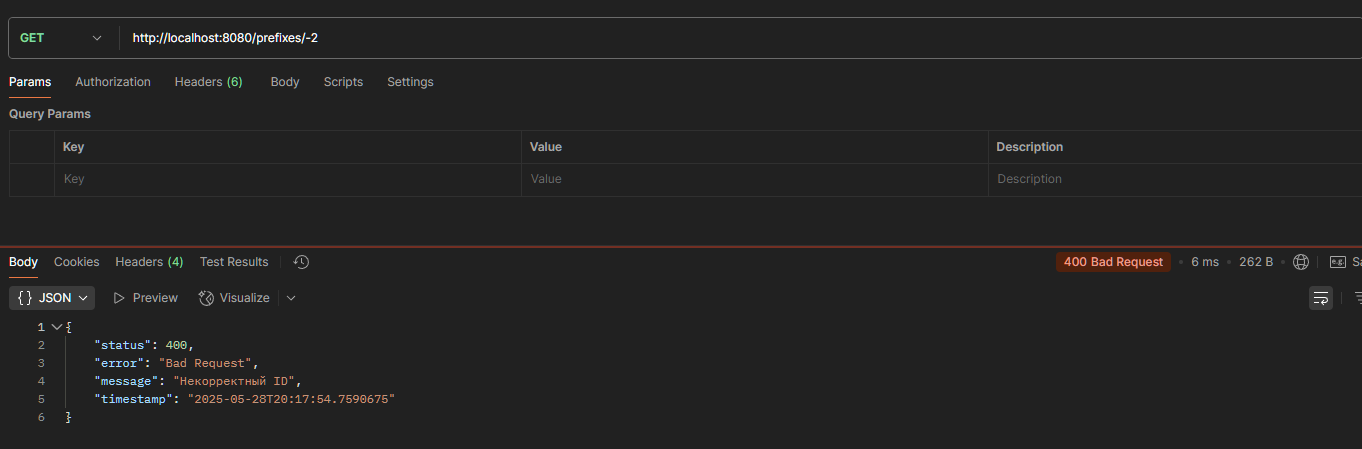 GET http://localhost:8080/prefixes/-2
Params Authorization Headers (6) Body Scripts Settings
Query Params
Key Value Description
Key Value Description
Body Cookies Headers (4) Test Results 400 Bad Request • 6 ms • 262 B e.g.
{} JSON Preview Visualize
1 {
2 "status": 400,
3 "error": "Bad Request",
4 "message": "Некорректный ID",
5 "timestamp": "2025-05-28T20:17:54.7590675"
6 }